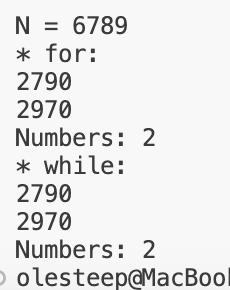 N = 6789
* for:
2790
2970
Numbers: 2
* while:
2790
2970
Numbers: 2
olesteep@MacBook